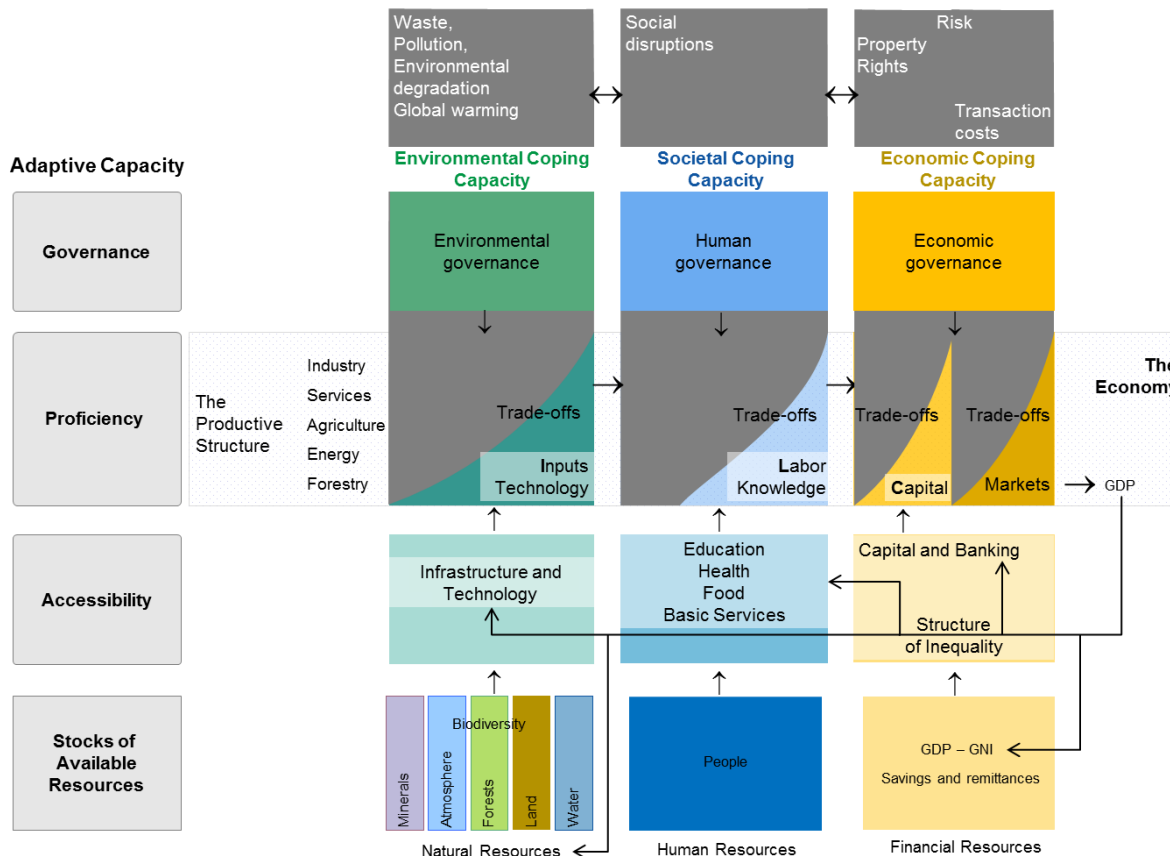 Waste,
Pollution,
Environmental
degradation
Global warming
Social
disruptions
Risk
Property
Rights
Transaction
costs
Adaptive Capacity
Environmental Coping
Capacity
Societal Coping
Capacity
Economic Coping
Capacity
Governance
Environmental
governance
Human
governance
Economic
governance
Proficiency
The
Productive
Structure
Industry
Services
Agriculture
Energy
Forestry
Trade-offs
Inputs
Technology
Trade-offs
Labor
Knowledge
Trade-offs
Capital
Trade-offs
Markets
GDP
The
Economy
Accessibility
Infrastructure and
Technology
Education
Health
Food
Basic Services
Capital and Banking
Structure
of Inequality
Stocks of
Available
Resources
Biodiversity
Minerals
Atmosphere
Forests
Land
Water
People
GDP – GNI
Savings and remittances
Natural Resources
Human Resources
Financial Resources